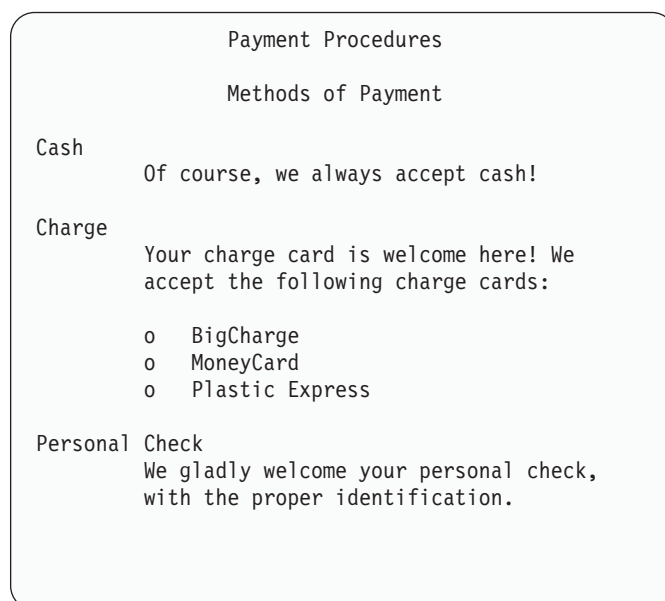 Payment Procedures
Methods of Payment
Cash
Of course, we always accept cash!
Charge
Your charge card is welcome here! We
accept the following charge cards:
o BigCharge
o MoneyCard
o Plastic Express
Personal Check
We gladly welcome your personal check,
with the proper identification.